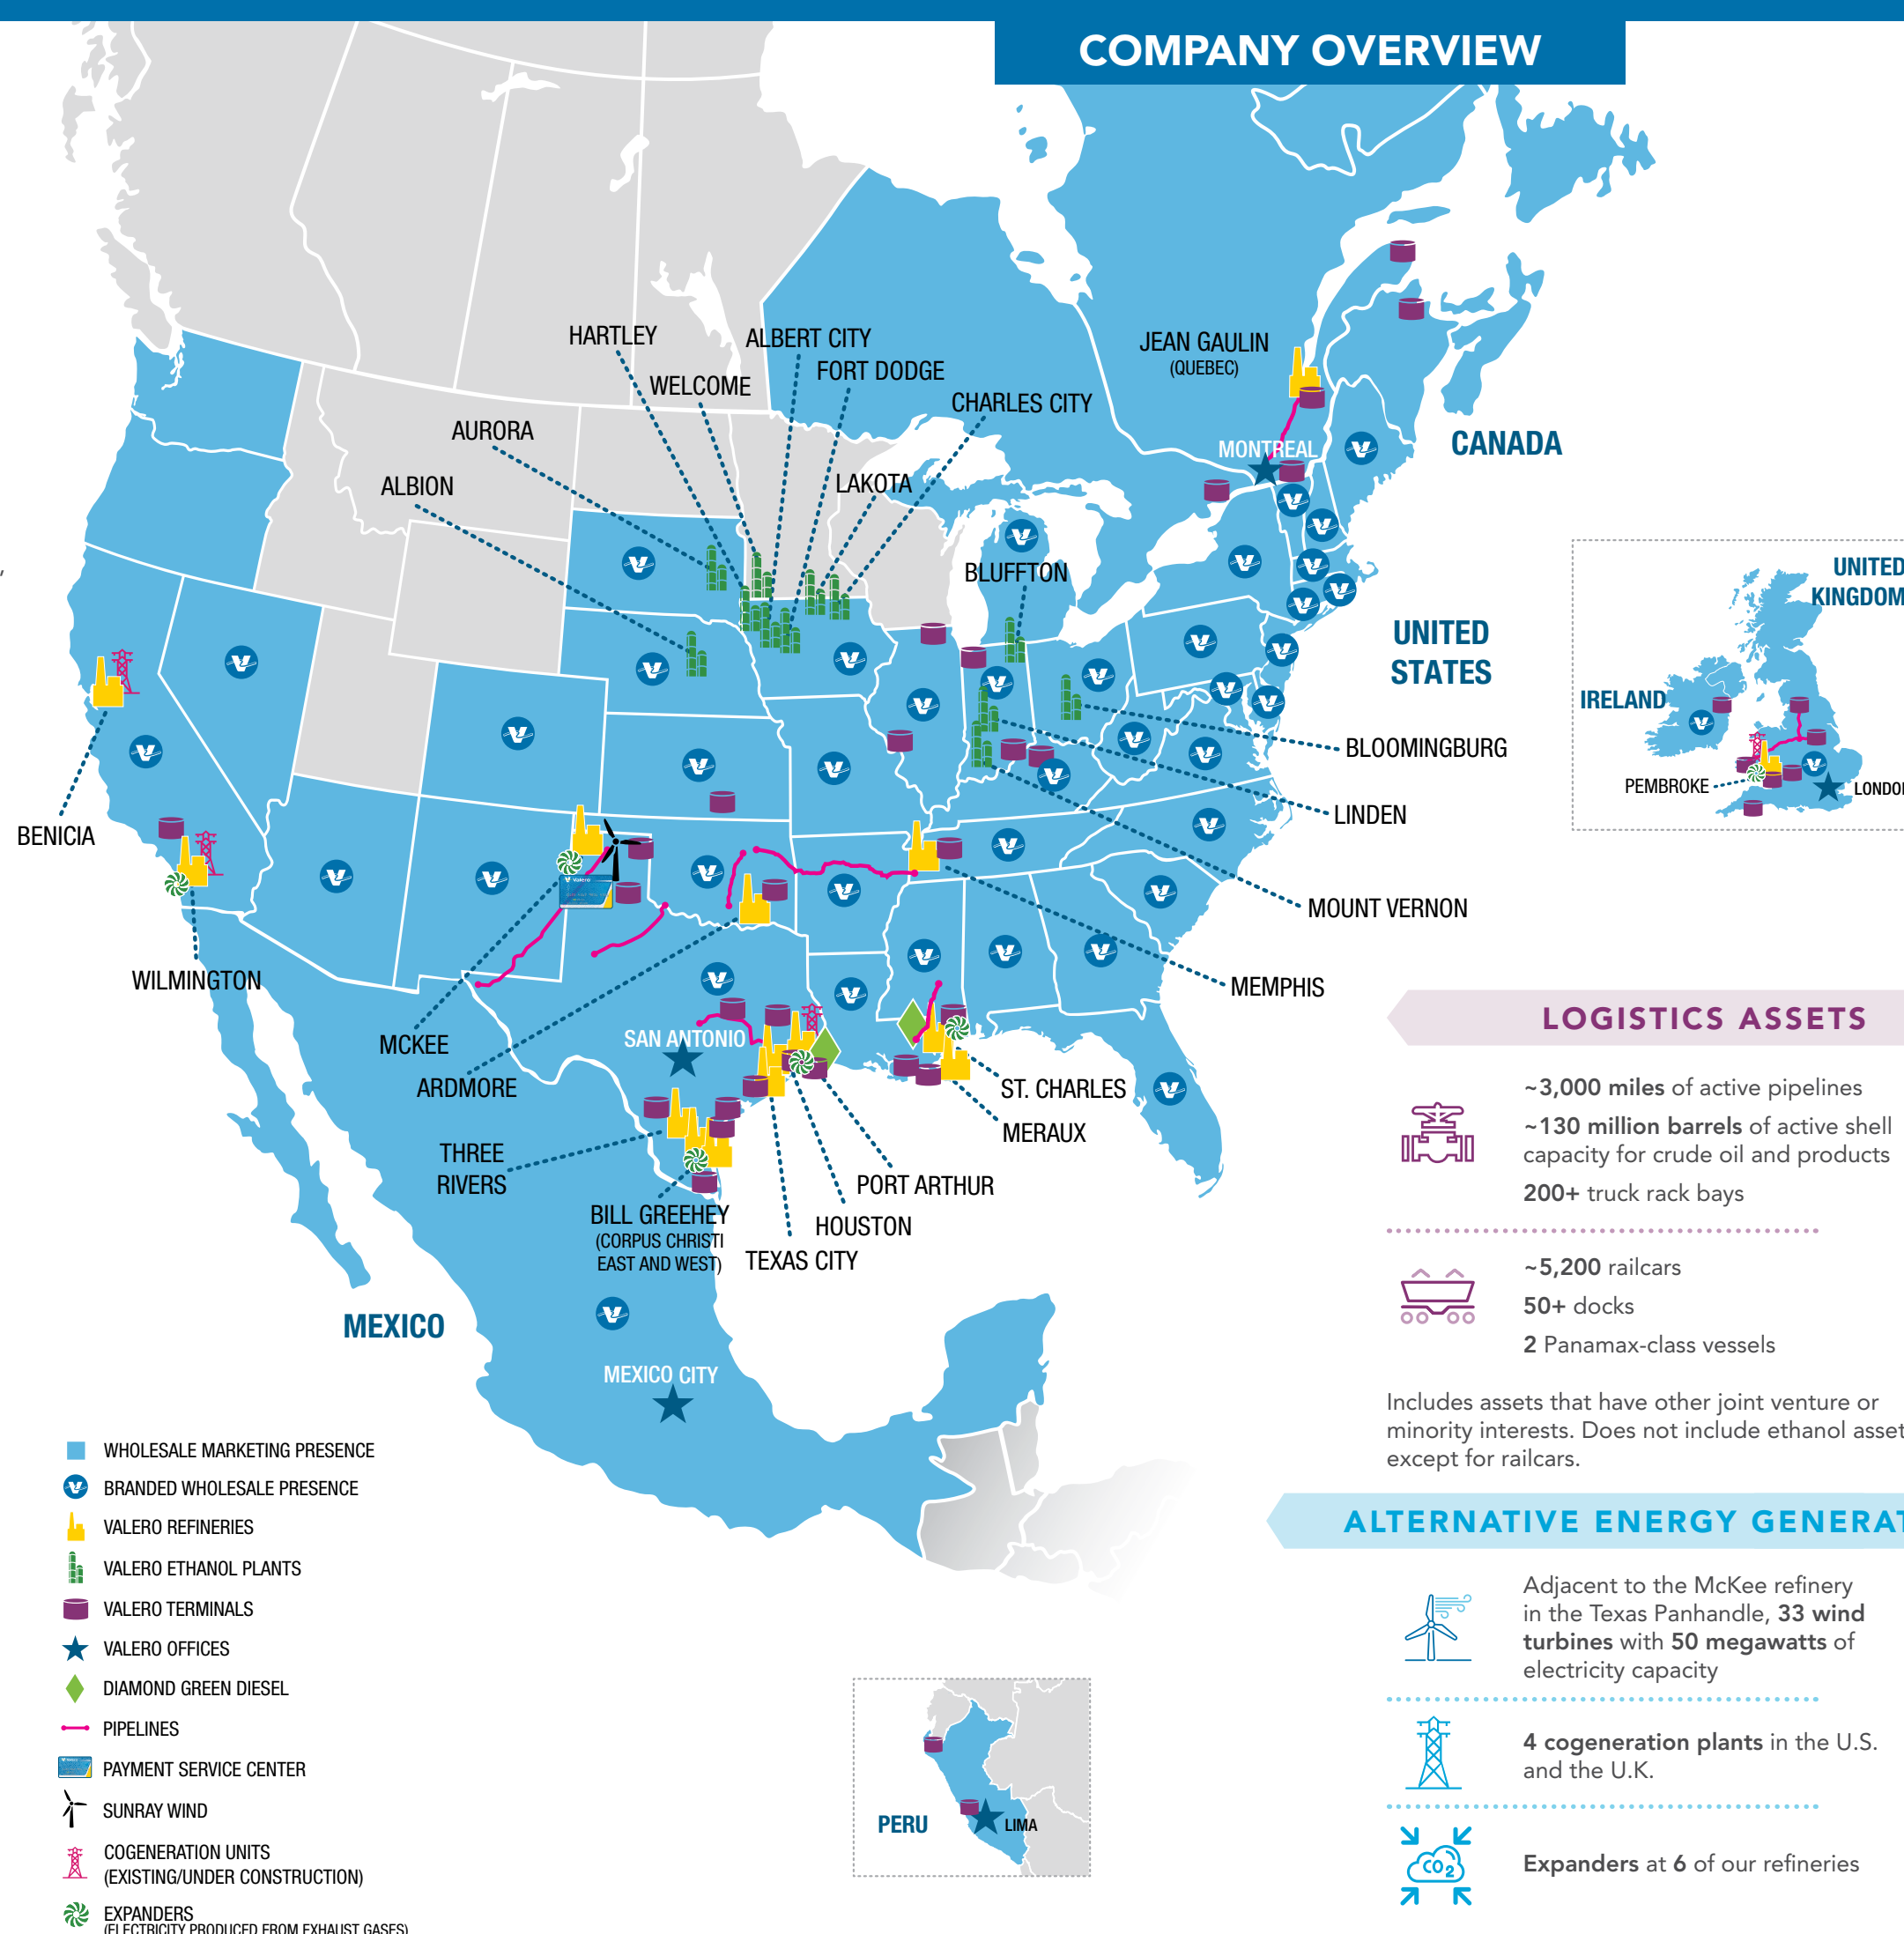 COMPANY OVERVIEW
HARTLEY
ALBERT CITY
WELCOME
FORT DODGE
CHARLES CITY
AURORA
LAKOTA
ALBION
JEAN GAULIN
(QUEBEC)
MONTREAL
CANADA
BLUFFTON
UNITED
STATES
UNITED
KINGDOM
IRELAND
PEMBROKE
BLOOMINGBURG
LINDEN
BENICIA
MOUNT VERNON
WILMINGTON
MEMPHIS
MCKEE
SAN ANTONIO
ARDMORE
ST. CHARLES
MERAUX
THREE
RIVERS
PORT ARTHUR
BILL GREEHEY
(CORPUS CHRISTI
EAST AND WEST)
HOUSTON
TEXAS CITY
MEXICO
MEXICO CITY
LOGISTICS ASSETS
~3,000 miles of active pipelines
~130 million barrels of active shell
capacity for crude oil and products
200+ truck rack bays
~5,200 railcars
50+ docks
2 Panamax-class vessels
Includes assets that have other joint venture or
minority interests. Does not include ethanol asset
except for railcars.
ALTERNATIVE ENERGY GENERAT
Adjacent to the McKee refinery
in the Texas Panhandle, 33 wind
turbines with 50 megawatts of
electricity capacity
4 cogeneration plants in the U.S.
and the U.K.
CO2
Expanders at 6 of our refineries
WHOLESALE MARKETING PRESENCE
BRANDED WHOLESALE PRESENCE
VALERO REFINERIES
VALERO ETHANOL PLANTS
VALERO TERMINALS
VALERO OFFICES
DIAMOND GREEN DIESEL
PIPELINES
PAYMENT SERVICE CENTER
SUNRAY WIND
COGENERATION UNITS
(EXISTING/UNDER CONSTRUCTION)
EXPANDERS
(ELECTRICITY PRODUCED FROM EXHAUST GASES)
PERU
LIMA